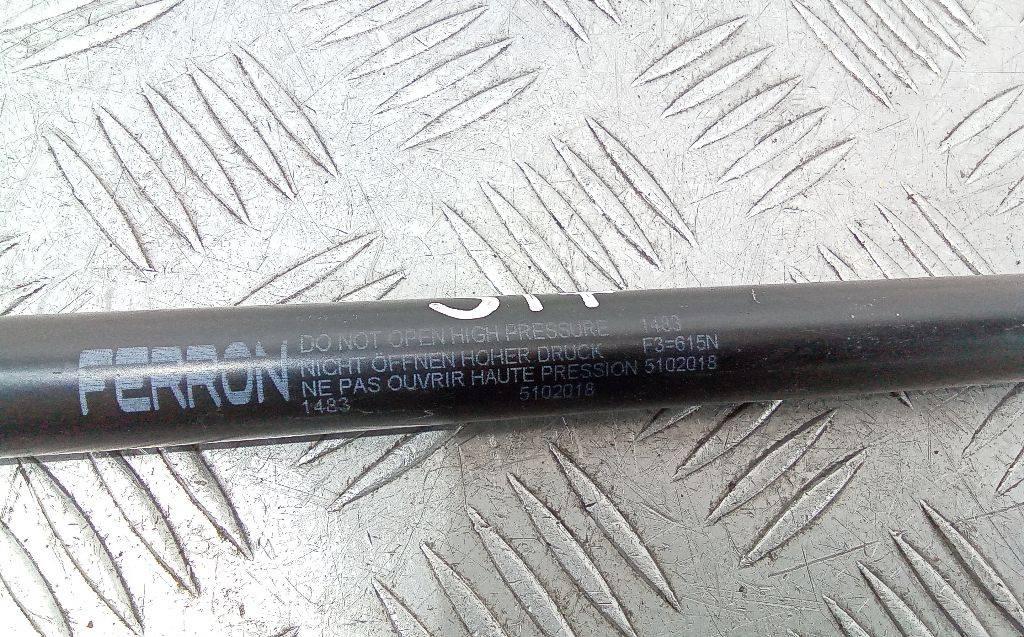 FERRON
DO NOT OPEN HIGH PRESSURE 1483
NICHT ÖFFNEN HOHER DRUCK F3=615N
NE PAS OUVRIR HAUTE PRESSION 5102018
1483 5102018